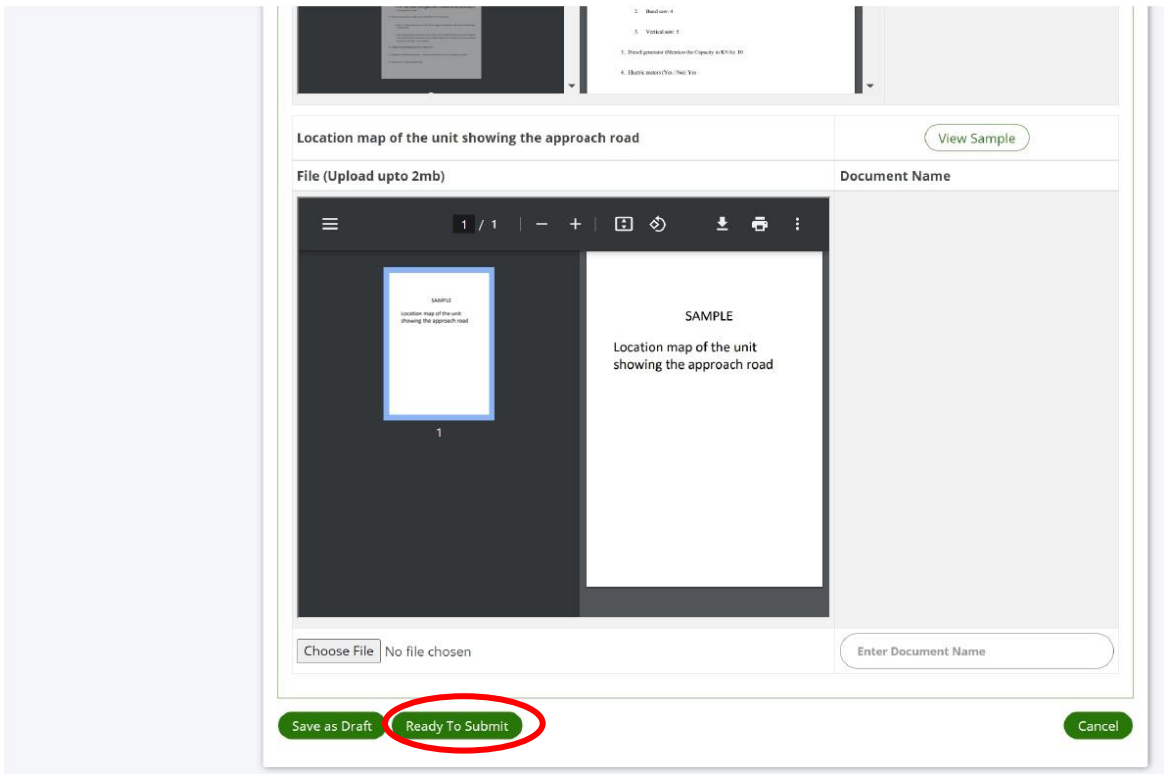 2. Band saw: 4
3. Vertical saw: 5
3. Diesel generator (Mention the Capacity in KVA): 10
4. Electric motors (Yes / No): Yes
Location map of the unit showing the approach road
View Sample
File (Upload upto 2mb)
Document Name
1 / 1
SAMPLE
Location map of the unit
showing the approach road
1
SAMPLE
Location map of the unit
showing the approach road
Choose File No file chosen
Enter Document Name
Save as Draft
Ready To Submit
Cancel